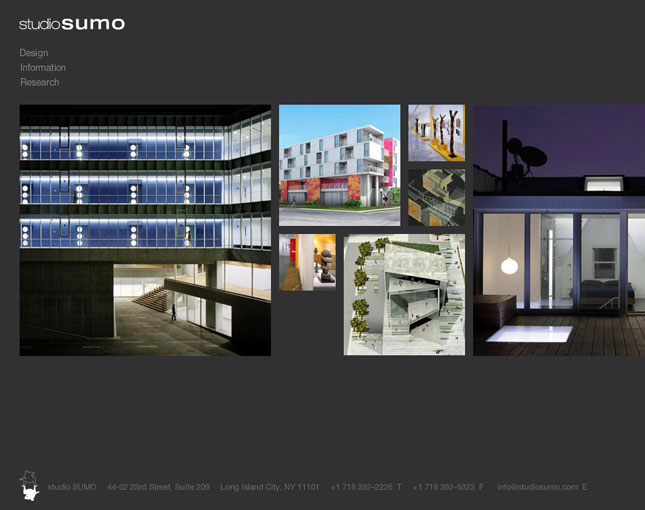 studiosumo
Design
Information
Research
studio SUMO 44-02 23rd Street, Suite 209 Long Island City, NY 11101 +1 718 392-2226 T +1 718 392-5323 F info@studiosumo.com E